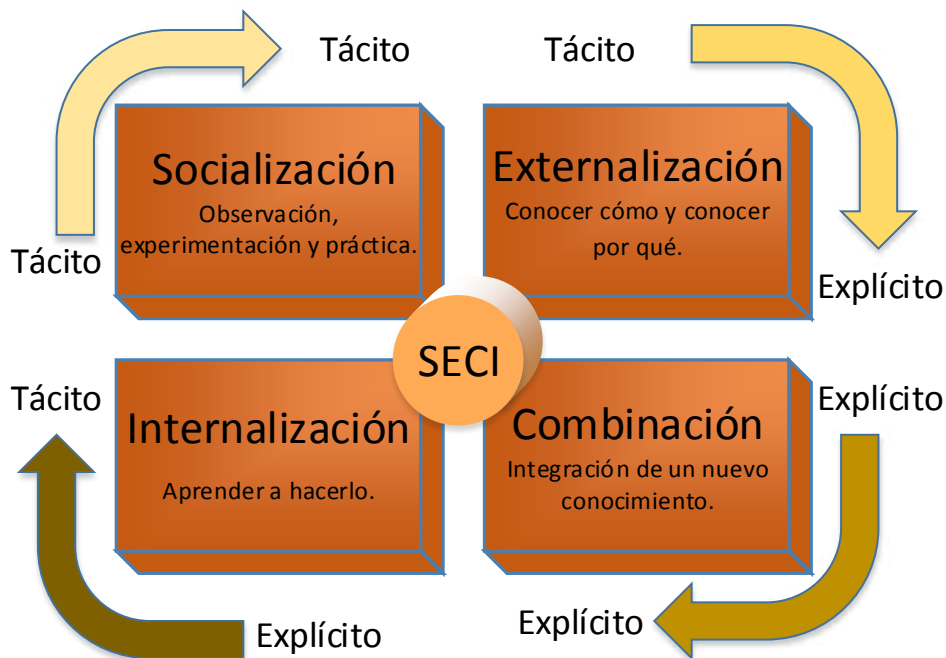 Tácito
Tácito
Socialización
Observación,
experimentación y práctica.
Tácito
Externalización
Conocer cómo y conocer
por qué.
Explícito
SECI
Tácito
Internalización
Aprender a hacerlo.
Explícito
Explícito
Combinación
Integración de un nuevo
conocimiento.
Explícito